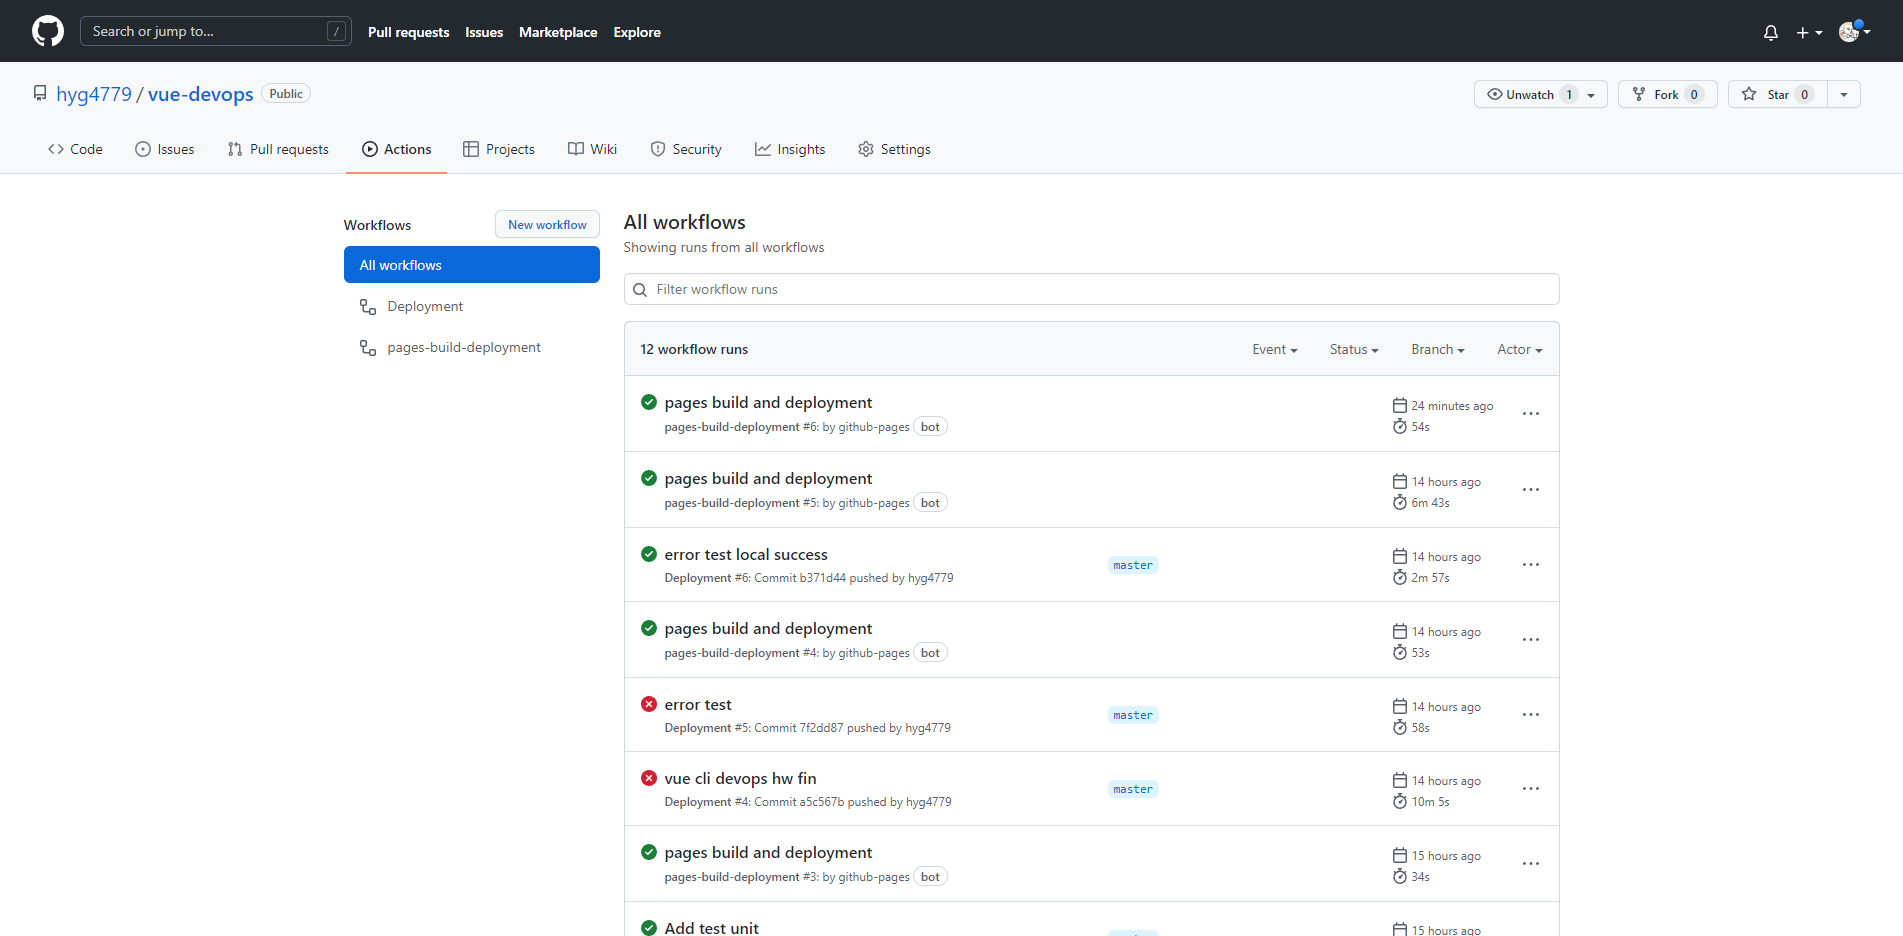 Search or jump to... /
Pull requests Issues Marketplace Explore
hyg4779 / vue-devops Public
Unwatch 1 Fork 0 Star 0
Code Issues Pull requests Actions Projects Wiki Security Insights Settings
Workflows New workflow
All workflows
Deployment
pages-build-deployment
All workflows
Showing runs from all workflows
Filter workflow runs
12 workflow runs Event Status Branch Actor
pages build and deployment
pages-build-deployment #6: by github-pages bot
24 minutes ago
54s
pages build and deployment
pages-build-deployment #5: by github-pages bot
14 hours ago
6m 43s
error test local success
Deployment #6: Commit b371d44 pushed by hyg4779
master
14 hours ago
2m 57s
pages build and deployment
pages-build-deployment #4: by github-pages bot
14 hours ago
53s
error test
Deployment #5: Commit 7f2dd87 pushed by hyg4779
master
14 hours ago
58s
vue cli devops hw fin
Deployment #4: Commit a5c567b pushed by hyg4779
master
14 hours ago
10m 5s
pages build and deployment
pages-build-deployment #3: by github-pages bot
15 hours ago
34s
Add test unit
15 hours ago